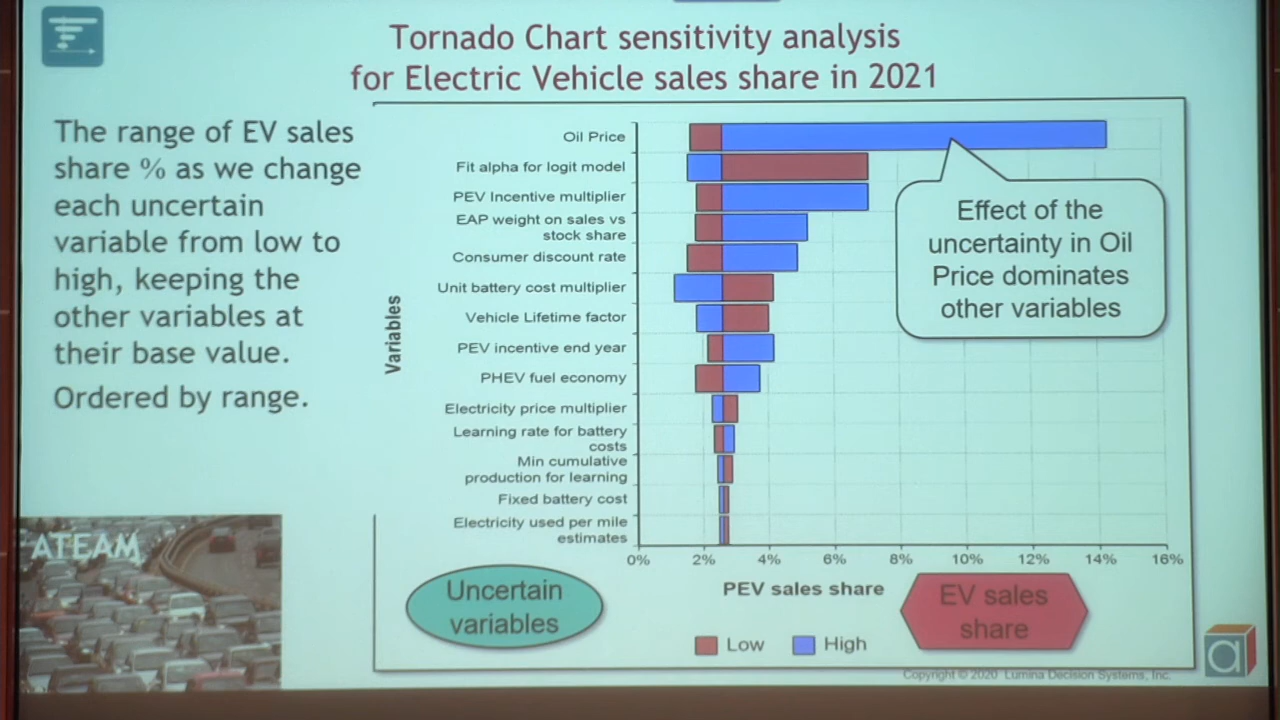 Tornado Chart sensitivity analysis
for Electric Vehicle sales share in 2021
The range of EV sales
share % as we change
each uncertain
variable from low to
high, keeping the
other variables at
their base value.
Ordered by range.
ATEAM
Variables
Oil Price
Fit alpha for logit model
PEV Incentive multiplier
EAP weight on sales vs
stock share
Consumer discount rate
Unit battery cost multiplier
Vehicle Lifetime factor
PEV incentive end year
PHEV fuel economy
Electricity price multiplier
Learning rate for battery
costs
Min cumulative
production for learning
Fixed battery cost
Electricity used per mile
estimates
Effect of the
uncertainty in Oil
Price dominates
other variables
0% 2% 4% 6% 8% 10% 12% 14% 16%
PEV sales share
Low High
Uncertain
variables
EV sales
share
Copyright © 2020 Lumina Decision Systems, Inc.
a